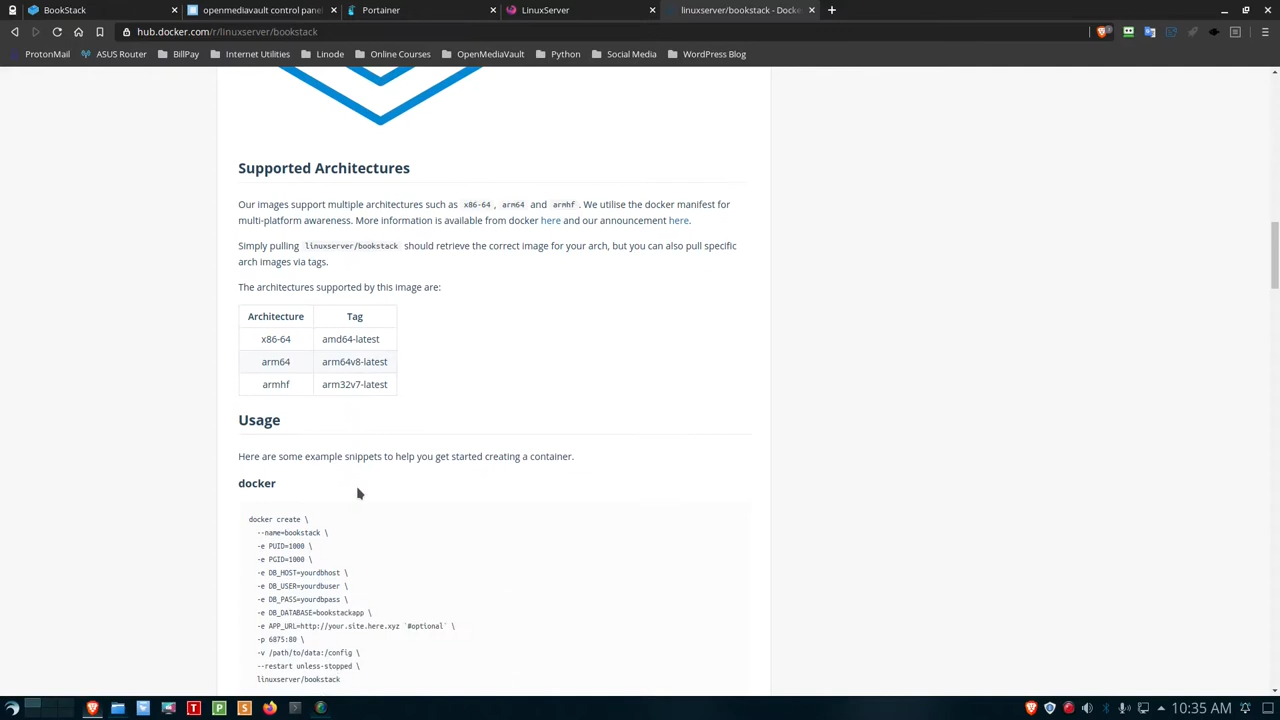 BookStack
openmediavault control panel
Portainer
LinuxServer
linuxserver/bookstack - Docke
hub.docker.com/r/linuxserver/bookstack
ProtonMail
ASUS Router
BillPay
Internet Utilities
Linode
Online Courses
OpenMediaVault
Python
Social Media
WordPress Blog
Supported Architectures
Our images support multiple architectures such as x86-64, arm64 and armhf. We utilise the docker manifest for
multi-platform awareness. More information is available from docker here and our announcement here.
Simply pulling linuxserver/bookstack should retrieve the correct image for your arch, but you can also pull specific
arch images via tags.
The architectures supported by this image are:
Architecture Tag
x86-64 amd64-latest
arm64 arm64v8-latest
armhf arm32v7-latest
Usage
Here are some example snippets to help you get started creating a container.
docker
docker create \
--name=bookstack \
-e PUID=1000 \
-e PGID=1000 \
-e DB_HOST=yourdbhost \
-e DB_USER=yourdbuser \
-e DB_PASS=yourdbpass \
-e DB_DATABASE=bookstackapp \
-e APP_URL=http://your.site.here.xyz `#optional` \
-p 6875:80 \
-v /path/to/data:/config \
--restart unless-stopped \
linuxserver/bookstack
T
P
S
10:35 AM